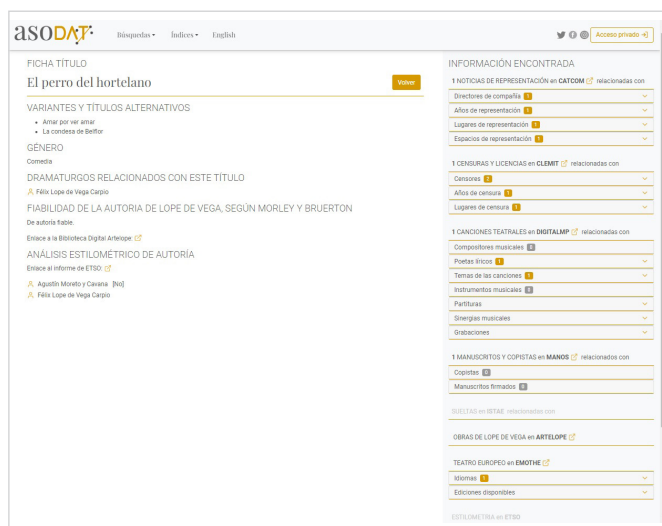 asoDAT
Búsquedas Índices English
Acceso privado
FICHA TÍTULO
El perro del hortelano
Volver
VARIANTES Y TÍTULOS ALTERNATIVOS
Amar por ver amar
La condesa de Belflor
GÉNERO
Comedia
DRAMATURGOS RELACIONADOS CON ESTE TÍTULO
Félix Lope de Vega Carpio
FIABILIDAD DE LA AUTORIA DE LOPE DE VEGA, SEGÚN MORLEY Y BRUERTON
De autoría fiable.
Enlace a la Biblioteca Digital Artelope:
ANÁLISIS ESTILOMÉTRICO DE AUTORÍA
Enlace al informe de ETSO:
Agustín Moreto y Cavana [No]
Félix Lope de Vega Carpio
INFORMACIÓN ENCONTRADA
1 NOTICIAS DE REPRESENTACIÓN en CATCOM relacionadas con
Directores de compañía 1
Años de representación 1
Lugares de representación 1
Espacios de representación 1
1 CENSURAS Y LICENCIAS en CLEMIT relacionadas con
Censores 2
Años de censura 1
Lugares de censura 1
1 CANCIONES TEATRALES en DIGITALMP relacionadas con
Compositores musicales 0
Poetas líricos 1
Temas de las canciones 1
Instrumentos musicales 0
Partituras
Sinergias musicales
Grabaciones
1 MANUSCRITOS Y COPISTAS en MANOS relacionados con
Copistas 0
Manuscritos firmados 0
SUELTAS en ISTAE relacionadas con
OBRAS DE LOPE DE VEGA en ARTELOPE
TEATRO EUROPEO en EMOTHE
Idiomas 1
Ediciones disponibles
ESTILOMETRIA en ETSO